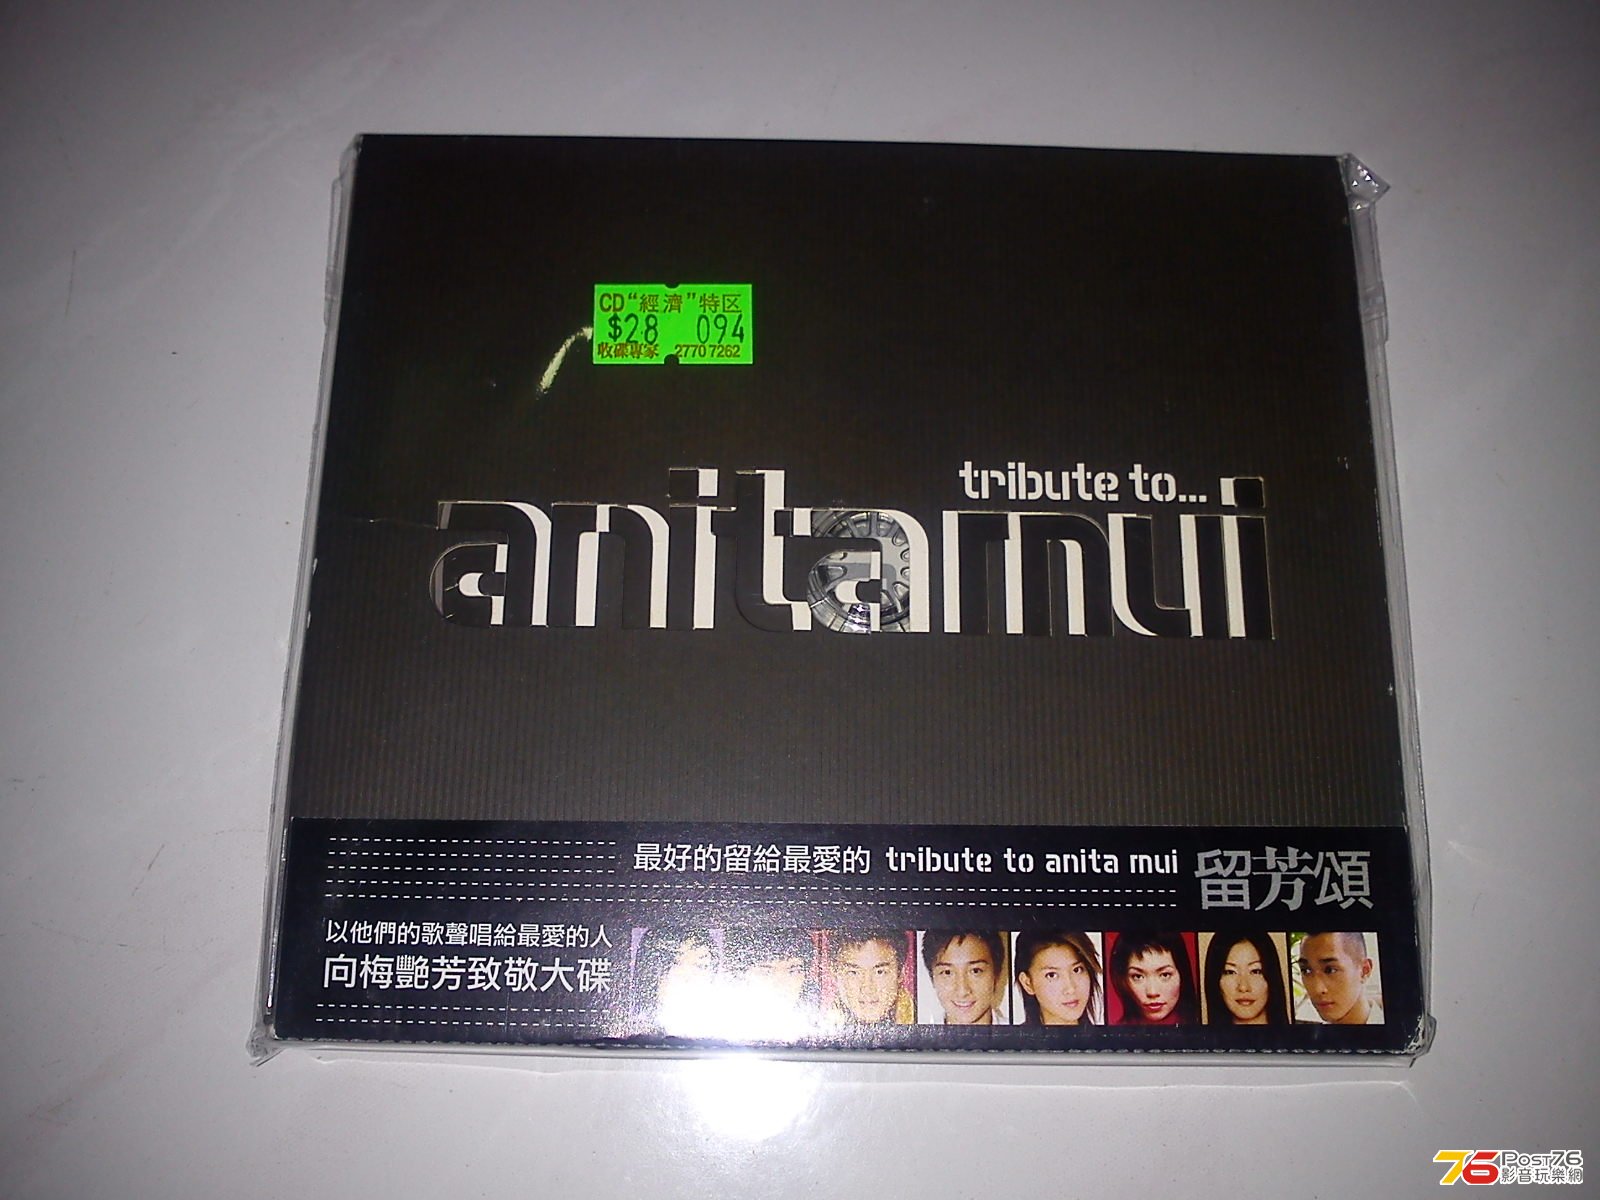 CD“經濟”特区
$28 094
收碟專家 2770 7262
tribute to...
anitamui
最好的留給最愛的 tribute to anita mui 留芳頌
以他們的歌聲唱給最愛的人
向梅艷芳致敬大碟
76 Post76
影音玩樂網